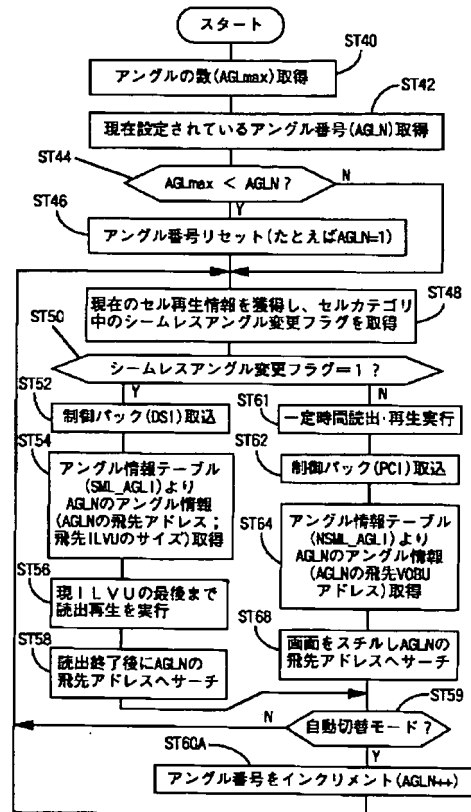 スタート
ST40
アングルの数(AGLmax)取得
ST42
現在設定されているアングル番号(AGLN)取得
ST44
AGLmax < AGLN ?
N
Y
ST46
アングル番号リセット(たとえばAGLN=1)
ST48
現在のセル再生情報を獲得し、セルカテゴリ
中のシームレスアングル変更フラグを取得
ST50
シームレスアングル変更フラグ=1 ?
Y
N
ST52
制御パック(DSI)取込
ST54
アングル情報テーブル
(SML_AGLI)より
AGLNのアングル情報
(AGLNの飛先アドレス;
飛先ILVUのサイズ)取得
ST56
現ILVUの最後まで
読出再生を実行
ST58
読出終了後にAGLNの
飛先アドレスへサーチ
ST61
一定時間読出・再生実行
ST62
制御パック(PCI)取込
ST64
アングル情報テーブル
(NSML_AGLI)より
AGLNのアングル情報
(AGLNの飛先VOBU
アドレス)取得
ST68
画面をスチルしAGLNの
飛先アドレスへサーチ
ST59
自動切替モード?
N
Y
ST60A
アングル番号をインクリメント(AGLN++)